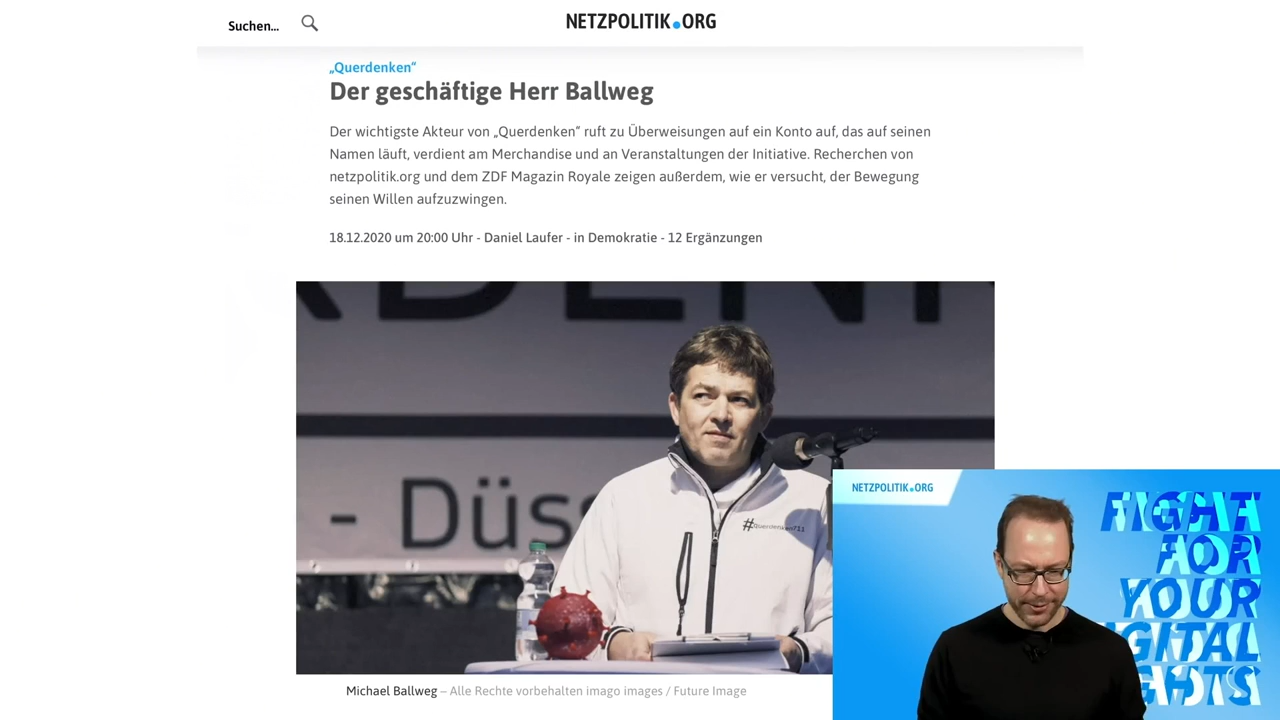 Suchen...
NETZPOLITIK.ORG
„Querdenken“
Der geschäftige Herr Ballweg
Der wichtigste Akteur von „Querdenken“ ruft zu Überweisungen auf ein Konto auf, das auf seinen
Namen läuft, verdient am Merchandise und an Veranstaltungen der Initiative. Recherchen von
netzpolitik.org und dem ZDF Magazin Royale zeigen außerdem, wie er versucht, der Bewegung
seinen Willen aufzuzwingen.
18.12.2020 um 20:00 Uhr - Daniel Laufer - in Demokratie - 12 Ergänzungen
RDENK
- Düss
#Querdenken711
Michael Ballweg – Alle Rechte vorbehalten imago images / Future Image
NETZPOLITIK.ORG
FIGHT
FOR
YOUR
IGITAL
GHTS